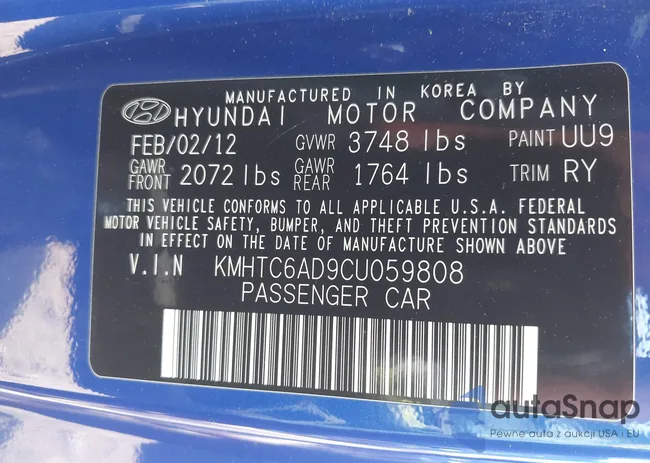 MANUFACTURED IN KOREA BY
HYUNDAI MOTOR COMPANY
FEB/02/12 GVWR 3748 lbs PAINT UU9
GAWR FRONT 2072 lbs GAWR REAR 1764 lbs TRIM RY
THIS VEHICLE CONFORMS TO ALL APPLICABLE U.S.A. FEDERAL
MOTOR VEHICLE SAFETY, BUMPER, AND THEFT PREVENTION STANDARDS
IN EFFECT ON THE DATE OF MANUFACTURE SHOWN ABOVE
V.I.N KMHTC6AD9CU059808
PASSENGER CAR
autaSnap
Pewne auta z aukcji USA i EU